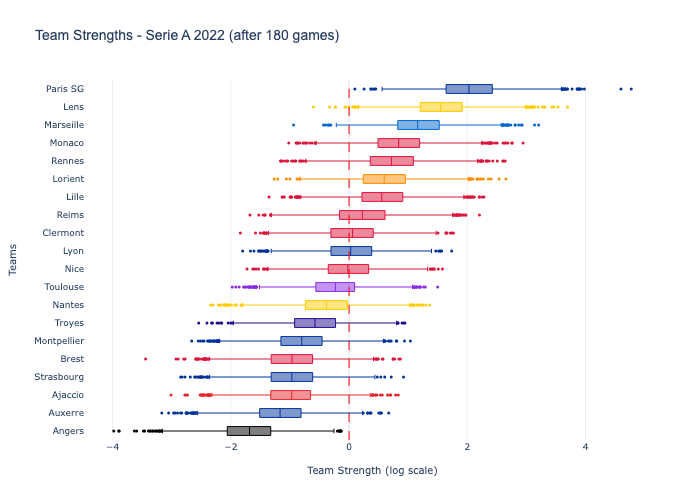 Team Strengths - Serie A 2022 (after 180 games)
Paris SG
Lens
Marseille
Monaco
Rennes
Lorient
Lille
Reims
Clermont
Lyon
Nice
Toulouse
Nantes
Troyes
Montpellier
Brest
Strasbourg
Ajaccio
Auxerre
Angers
Teams
−4
−2
0
2
4
Team Strength (log scale)